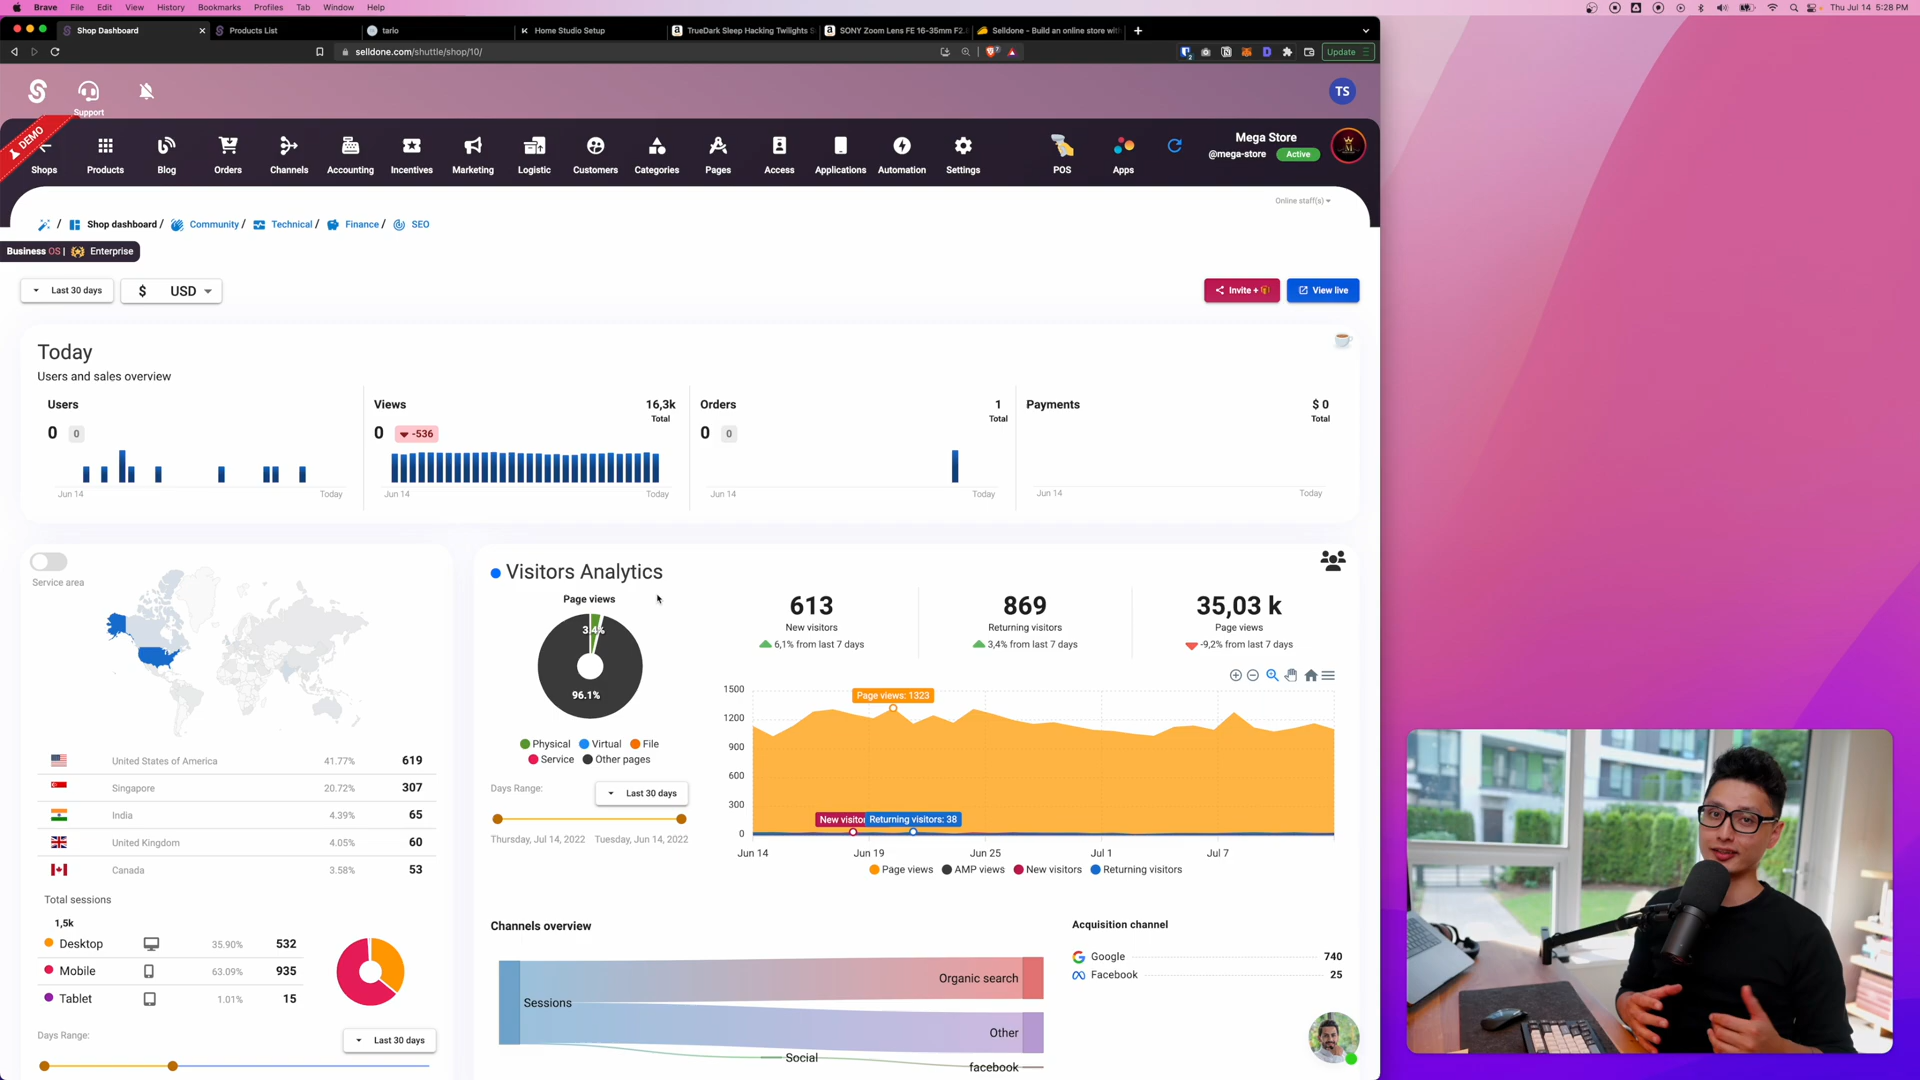 Brave File Edit View History Bookmarks Profiles Tab Window Help Thu Jul 14 5:28 PM
Shop Dashboard Products List tario Home Studio Setup TrueDark Sleep Hacking Twilights S SONY Zoom Lens FE 16-35mm F2. Selldone - Build an online store with
selldone.com/shuttle/shop/10/ Update
Support TS
DEMO
Shops Products Blog Orders Channels Accounting Incentives Marketing Logistic Customers Categories Pages Access Applications Automation Settings POS Apps
Mega Store
@mega-store Active
Online staff(s)
/ Shop dashboard / Community / Technical / Finance / SEO
Business OS | Enterprise
Last 30 days $ USD Invite + View live
Today
Users and sales overview
Users Views 16,3k Orders 1 Payments $ 0
Total Total Total
0 0 0 -536 0 0
Jun 14 Today Jun 14 Today Jun 14 Today Jun 14 Today
Service area
United States of America 41.77% 619
Singapore 20.72% 307
India 4.39% 65
United Kingdom 4.05% 60
Canada 3.58% 53
Total sessions
1,5k
Desktop 35.90% 532
Mobile 63.09% 935
Tablet 1.01% 15
Days Range: Last 30 days
Visitors Analytics
Page views
3.4%
96.1%
Physical Virtual File
Service Other pages
Days Range: Last 30 days
Thursday, Jul 14, 2022 Tuesday, Jun 14, 2022
613 869 35,03 k
New visitors Returning visitors Page views
6,1% from last 7 days 3,4% from last 7 days -9,2% from last 7 days
1500
1200
900
600
300
0
Page views: 1323
New visitor Returning visitors: 38
Jun 14 Jun 19 Jun 25 Jul 1 Jul 7
Page views AMP views New visitors Returning visitors
Channels overview
Sessions
Organic search
Other
Social
facebook
Acquisition channel
Google 740
Facebook 25